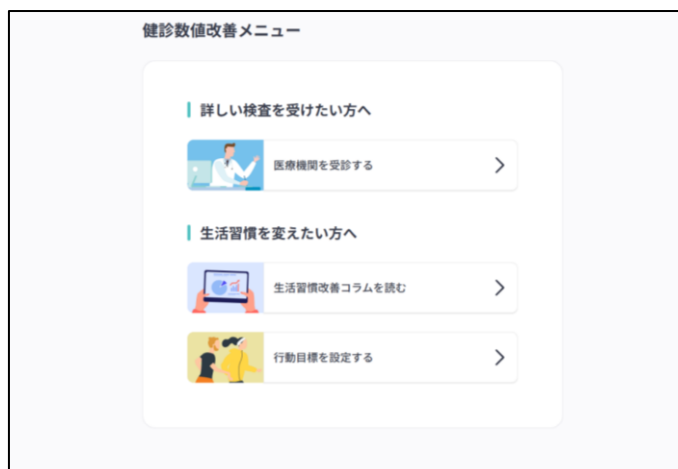 健診数値改善メニュー
詳しい検査を受けたい方へ
医療機関を受診する
生活習慣を変えたい方へ
生活習慣改善コラムを読む
行動目標を設定する